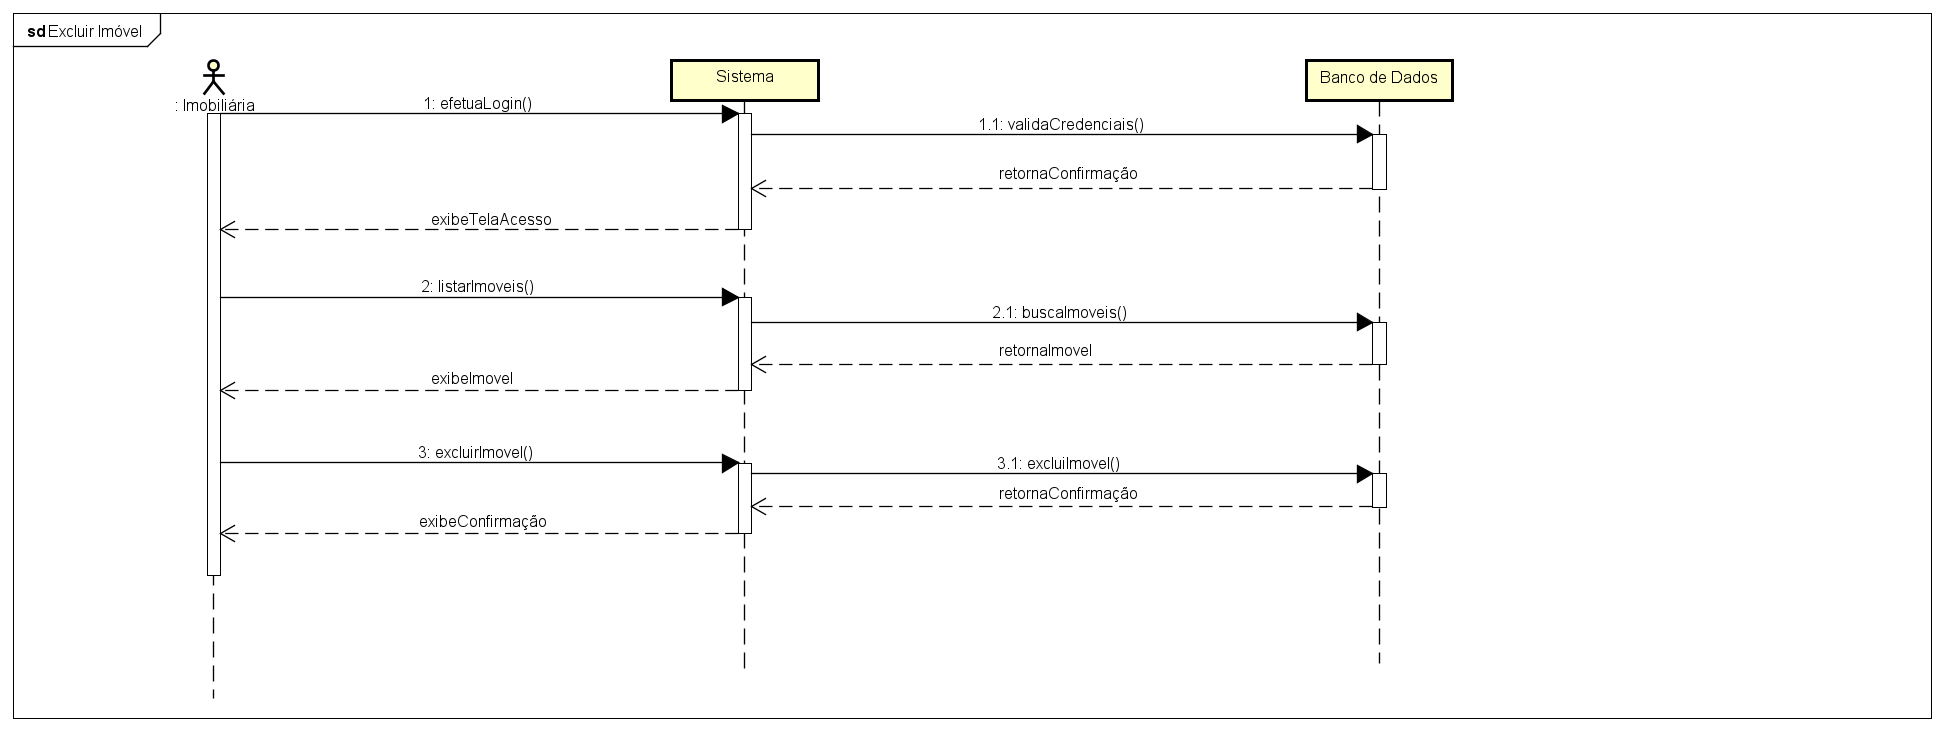 sd Excluir Imóvel
Sistema
Banco de Dados
: Imobiliária
1: efetuaLogin()
1.1: validaCredenciais()
retornaConfirmação
exibeTelaAcesso
2: listarImoveis()
2.1: buscaImoveis()
retornaImovel
exibeImovel
3: excluirImovel()
3.1: excluiImovel()
retornaConfirmação
exibeConfirmação